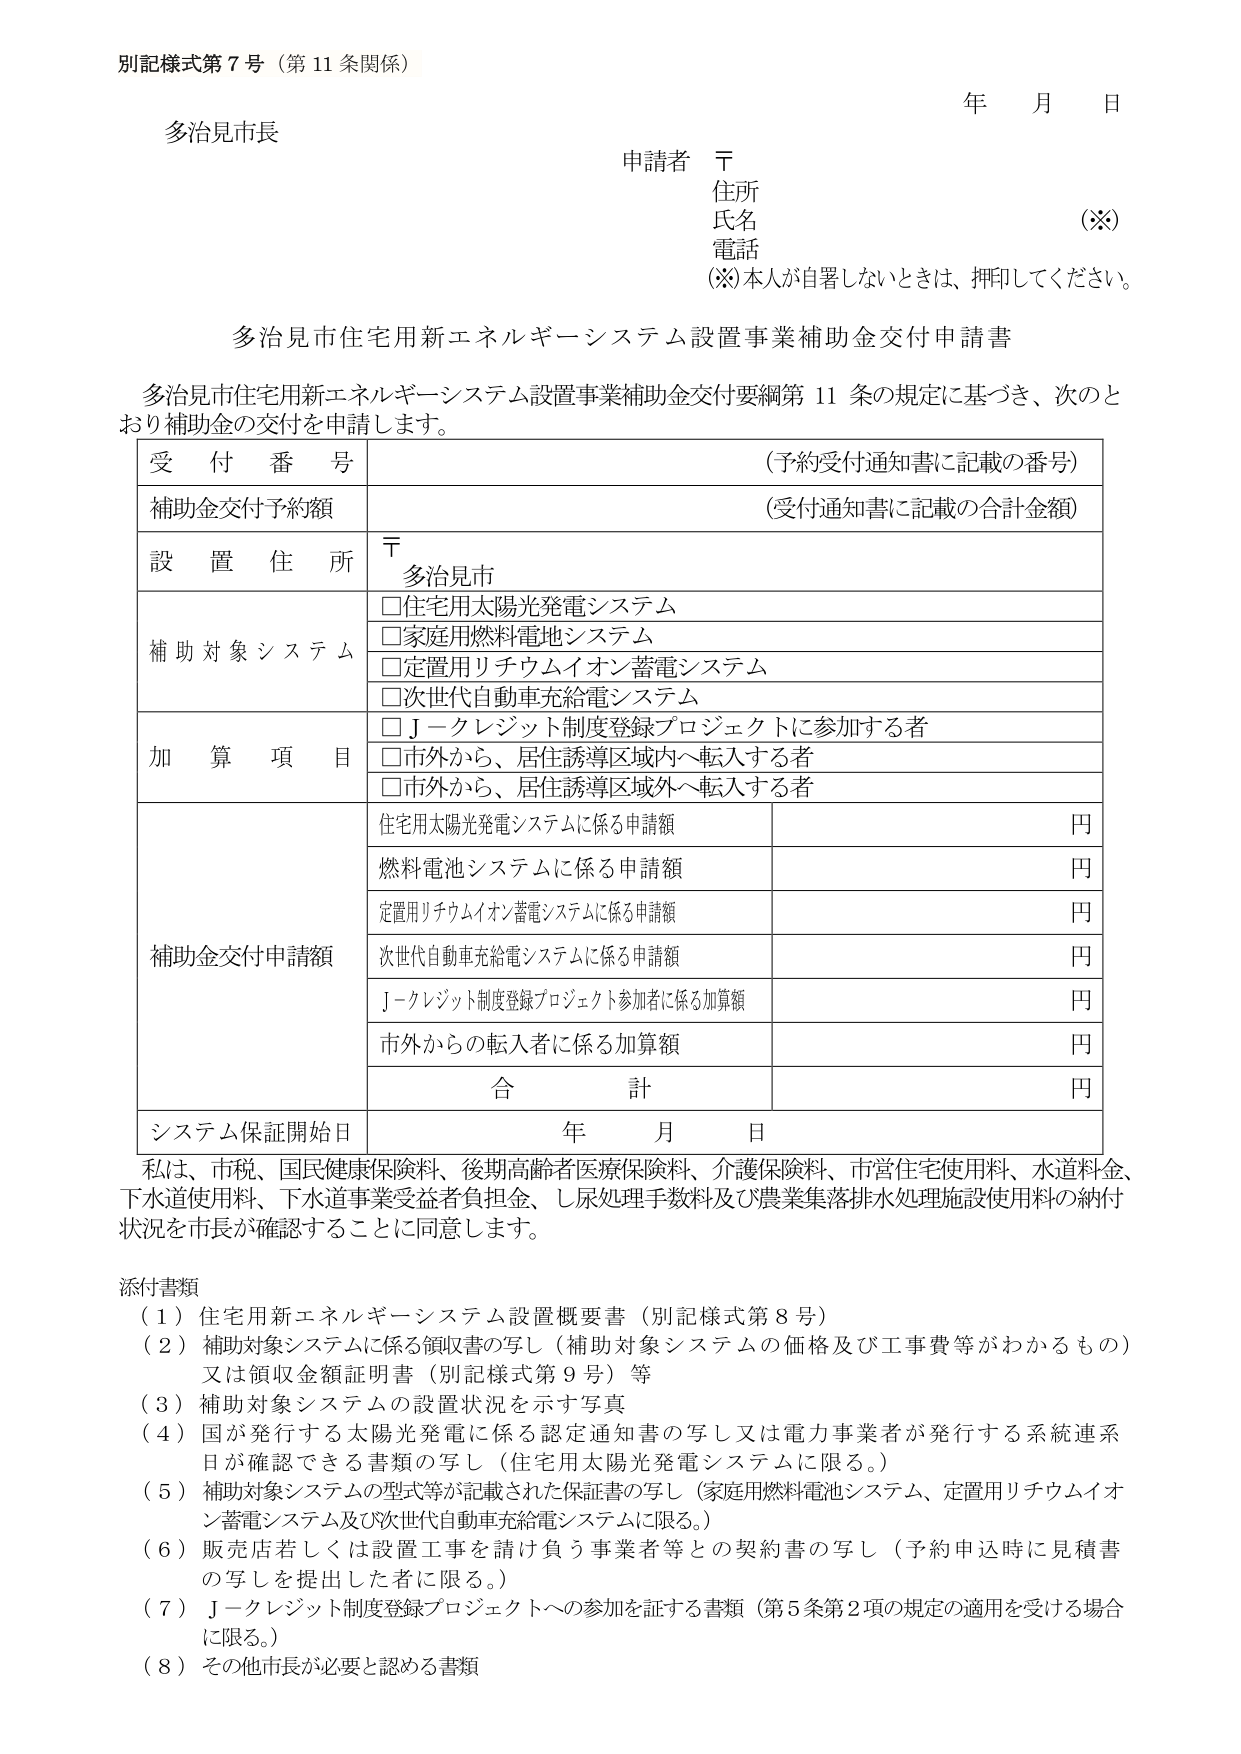 別記様式第７号（第 11 条関係）
年　月　日
多治見市長
申請者　〒
住所
氏名　　　　　　　　　　　　　　（※）
電話
（※）本人が自署しないときは、押印してください。
多治見市住宅用新エネルギーシステム設置事業補助金交付申請書
多治見市住宅用新エネルギーシステム設置事業補助金交付要綱第 11 条の規定に基づき、次のと
おり補助金の交付を申請します。
受　付　番　号　（予約受付通知書に記載の番号）
補助金交付予約額　（受付通知書に記載の合計金額）
設　置　住　所　〒
多治見市
補助対象システム
□住宅用太陽光発電システム
□家庭用燃料電地システム
□定置用リチウムイオン蓄電システム
□次世代自動車充給電システム
加　算　項　目
□Ｊ－クレジット制度登録プロジェクトに参加する者
□市外から、居住誘導区域内へ転入する者
□市外から、居住誘導区域外へ転入する者
補助金交付申請額
住宅用太陽光発電システムに係る申請額　円
燃料電池システムに係る申請額　円
定置用リチウムイオン蓄電システムに係る申請額　円
次世代自動車充給電システムに係る申請額　円
Ｊ－クレジット制度登録プロジェクト参加者に係る加算額　円
市外からの転入者に係る加算額　円
合　　　計　円
システム保証開始日　年　月　日
私は、市税、国民健康保険料、後期高齢者医療保険料、介護保険料、市営住宅使用料、水道料金、
下水道使用料、下水道事業受益者負担金、し尿処理手数料及び農業集落排水処理施設使用料の納付
状況を市長が確認することに同意します。
添付書類
（１）住宅用新エネルギーシステム設置概要書（別記様式第８号）
（２）補助対象システムに係る領収書の写し（補助対象システムの価格及び工事費等がわかるもの）
又は領収金額証明書（別記様式第９号）等
（３）補助対象システムの設置状況を示す写真
（４）国が発行する太陽光発電に係る認定通知書の写し又は電力事業者が発行する系統連系
日が確認できる書類の写し（住宅用太陽光発電システムに限る。）
（５）補助対象システムの型式等が記載された保証書の写し（家庭用燃料電池システム、定置用リチウムイオ
ン蓄電システム及び次世代自動車充給電システムに限る。）
（６）販売店若しくは設置工事を請け負う事業者等との契約書の写し（予約申込時に見積書
の写しを提出した者に限る。）
（７）Ｊ－クレジット制度登録プロジェクトへの参加を証する書類（第５条第２項の規定の適用を受ける場合
に限る。）
（８）その他市長が必要と認める書類